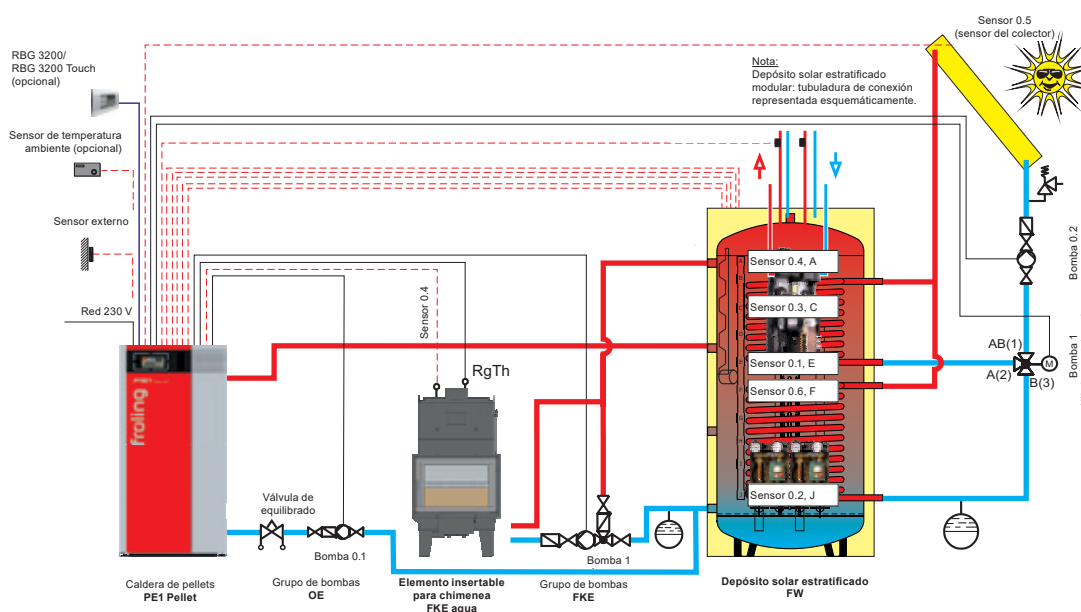 Sensor 0.5
(sensor del colector)
RBG 3200/
RBG 3200 Touch
(opcional)
Nota:
Depósito solar estratificado
modular: tubuladura de conexión
representada esquemáticamente.
Sensor de temperatura
ambiente (opcional)
Sensor externo
Bomba 0.2
Sensor 0.4, A
Sensor 0.3, C
Sensor 0.4
Red 230 V
AB(1)
Sensor 0.1, E
M
Bomba 1
RgTh
A(2)
B(3)
Sensor 0.6, F
PE1
froling
Sensor 0.2, J
Válvula de
equilibrado
Bomba 0.1
Bomba 1
Caldera de pellets
PE1 Pellet
Grupo de bombas
OE
Elemento insertable
para chimenea
FKE agua
Grupo de bombas
FKE
Depósito solar estratificado
FW